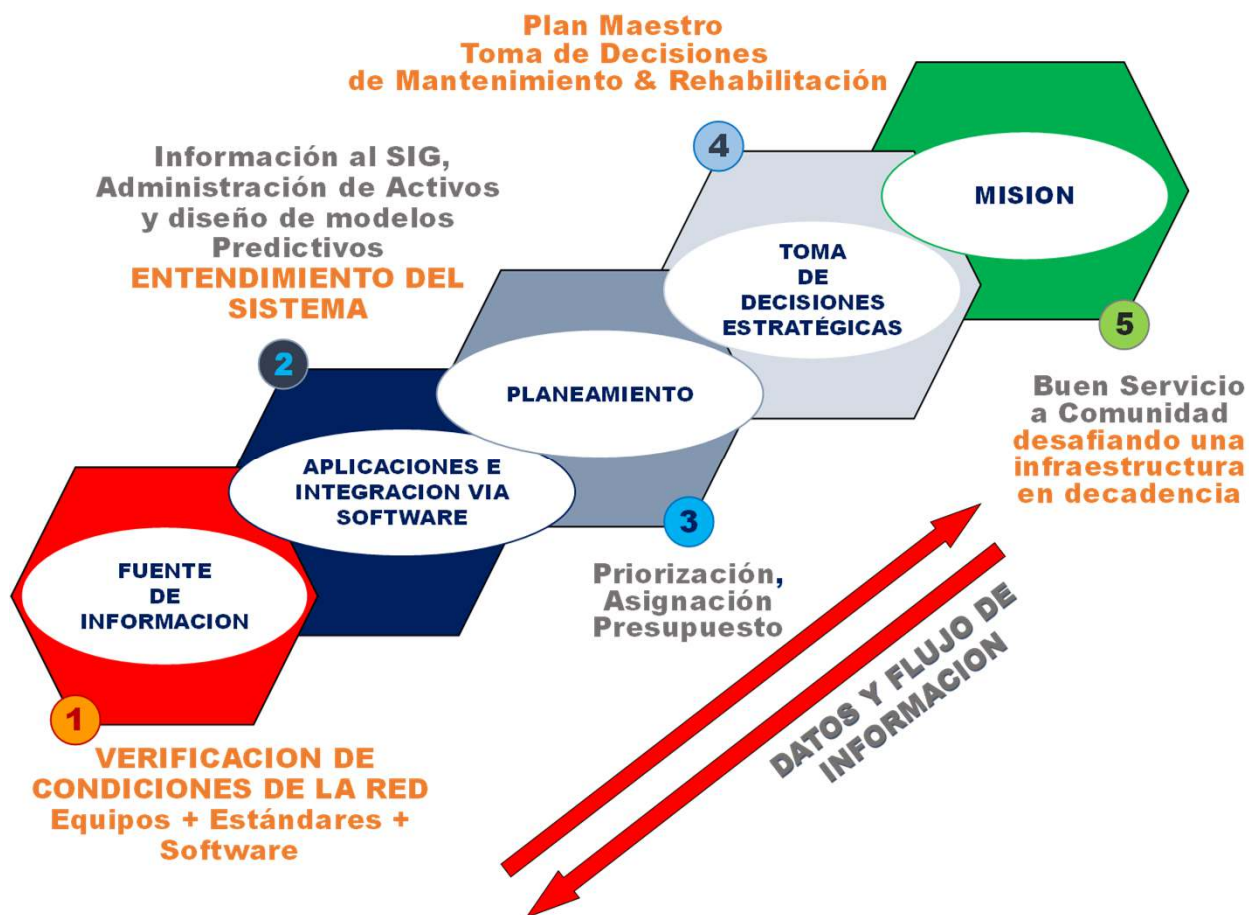 Plan Maestro
Toma de Decisiones
de Mantenimiento & Rehabilitación
4
MISION
Información al SIG,
Administración de Activos
y diseño de modelos
Predictivos
ENTENDIMIENTO DEL
SISTEMA
TOMA
DE
DECISIONES
ESTRATÉGICAS
5
2
PLANEAMIENTO
Buen Servicio
a Comunidad
desafiando una
infraestructura
en decadencia
APLICACIONES E
INTEGRACION VIA
SOFTWARE
3
FUENTE
DE
INFORMACION
Priorización,
Asignación
Presupuesto
DATOS Y FLUJO DE
INFORMACION
1
VERIFICACION DE
CONDICIONES DE LA RED
Equipos + Estándares +
Software